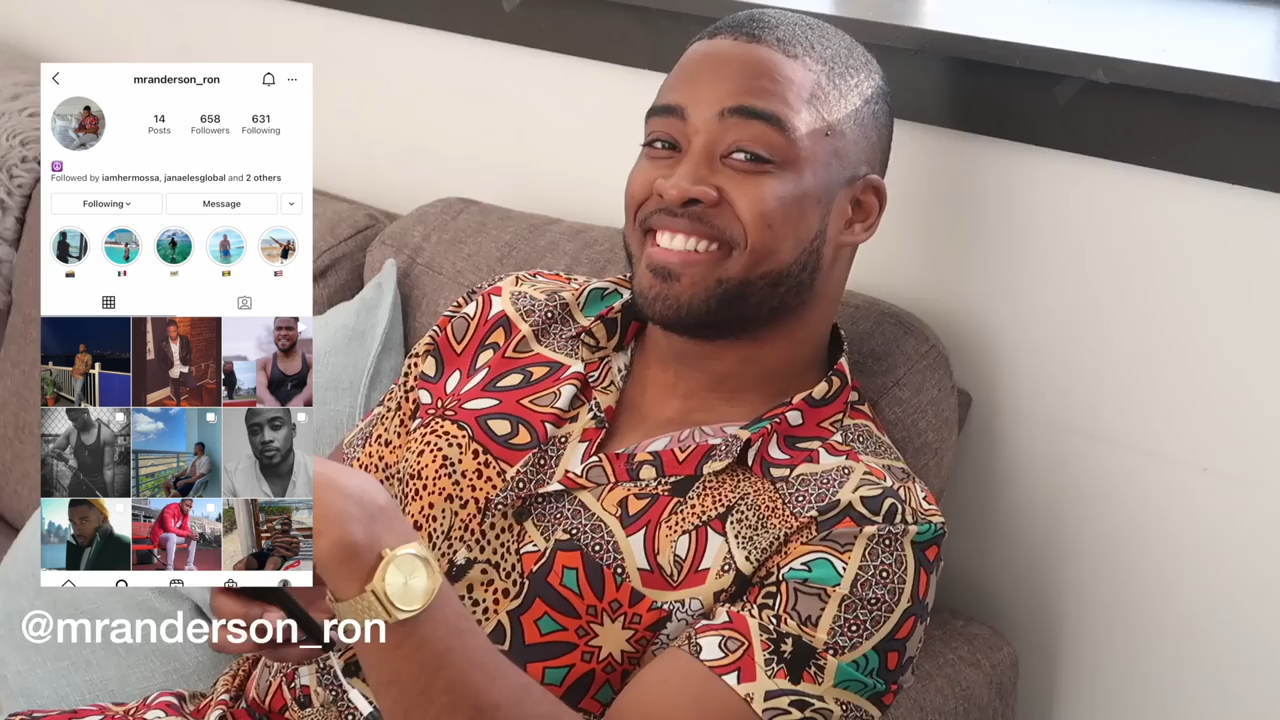 mranderson_ron
14 658 631
Posts Followers Following
Followed by iamhermossa, janaelesglobal and 2 others
Following Message
@mranderson_ron